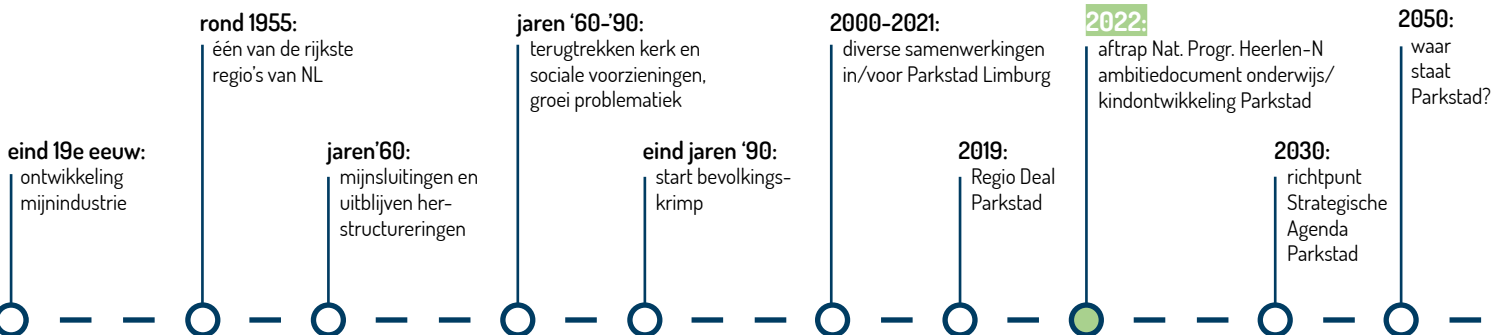 eind 19e eeuw:
ontwikkeling
mijnindustrie
rond 1955:
één van de rijkste
regio's van NL
jaren'60:
mijnsluitingen en
uitblijven her-
structureringen
jaren ‘60-’90:
terugtrekken kerk en
sociale voorzieningen,
groei problematiek
eind jaren ‘90:
start bevolkings-
krimp
2000-2021:
diverse samenwerkingen
in/voor Parkstad Limburg
2019:
Regio Deal
Parkstad
2022:
aftrap Nat. Progr. Heerlen-N
ambitiedocument onderwijs/
kindontwikkeling Parkstad
2030:
richtpunt
Strategische
Agenda
Parkstad
2050:
waar
staat
Parkstad?